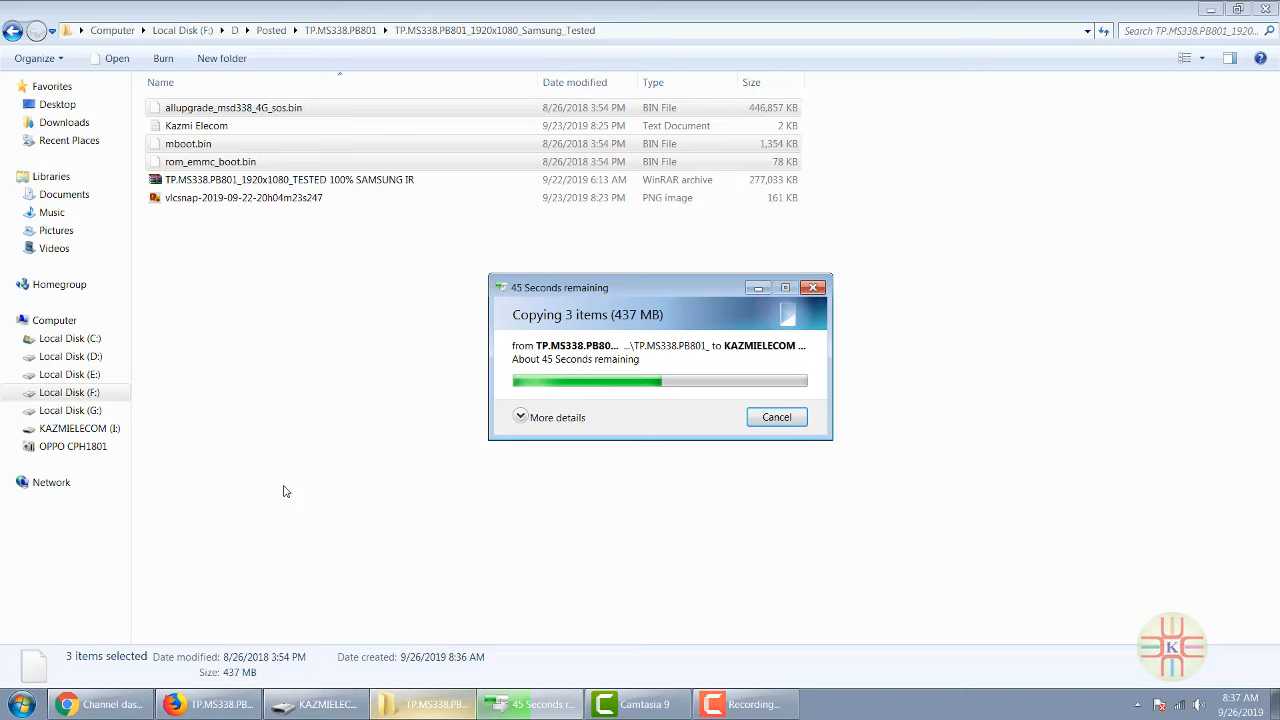 Computer Local Disk (F:) D Posted TP.MS338.PB801 TP.MS338.PB801_1920x1080_Samsung_Tested Search TP.MS338.PB801_1920...
Organize Open Burn New folder
Name Date modified Type Size
Favorites
Desktop
Downloads
Recent Places
Libraries
Documents
Music
Pictures
Videos
Homegroup
Computer
Local Disk (C:)
Local Disk (D:)
Local Disk (E:)
Local Disk (F:)
Local Disk (G:)
KAZMIELECOM (I:)
OPPO CPH1801
Network
allupgrade_msd338_4G_sos.bin 8/26/2018 3:54 PM BIN File 446,857 KB
Kazmi Elecom 9/23/2019 8:25 PM Text Document 2 KB
mboot.bin 8/26/2018 3:54 PM BIN File 1,354 KB
rom_emmc_boot.bin 8/26/2018 3:54 PM BIN File 78 KB
TP.MS338.PB801_1920x1080_TESTED 100% SAMSUNG IR 9/22/2019 6:13 AM WinRAR archive 277,033 KB
vlcsnap-2019-09-22-20h04m23s247 9/23/2019 8:23 PM PNG image 161 KB
45 Seconds remaining
Copying 3 items (437 MB)
from TP.MS338.PB80... ...\TP.MS338.PB801_ to KAZMIELECOM ...
About 45 Seconds remaining
More details Cancel
3 items selected Date modified: 8/26/2018 3:54 PM Date created: 9/26/2019 8:36 AM
Size: 437 MB
K
Channel das... TP.MS338.PB... KAZMIELEC... TP.MS338.PB... 45 Seconds r... Camtasia 9 Recording... 8:37 AM
9/26/2019